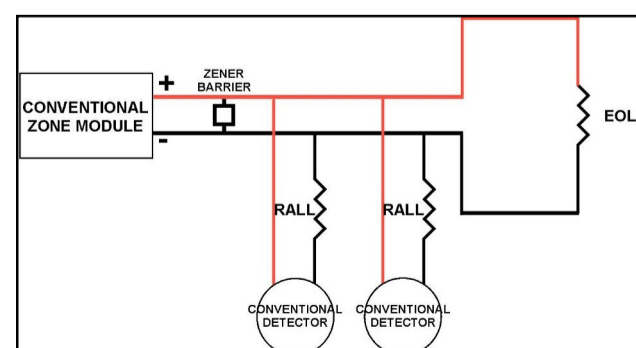 +
ZENER
BARRIER
CONVENTIONAL
ZONE MODULE
-
EOL
RALL
RALL
CONVENTIONAL
DETECTOR
CONVENTIONAL
DETECTOR